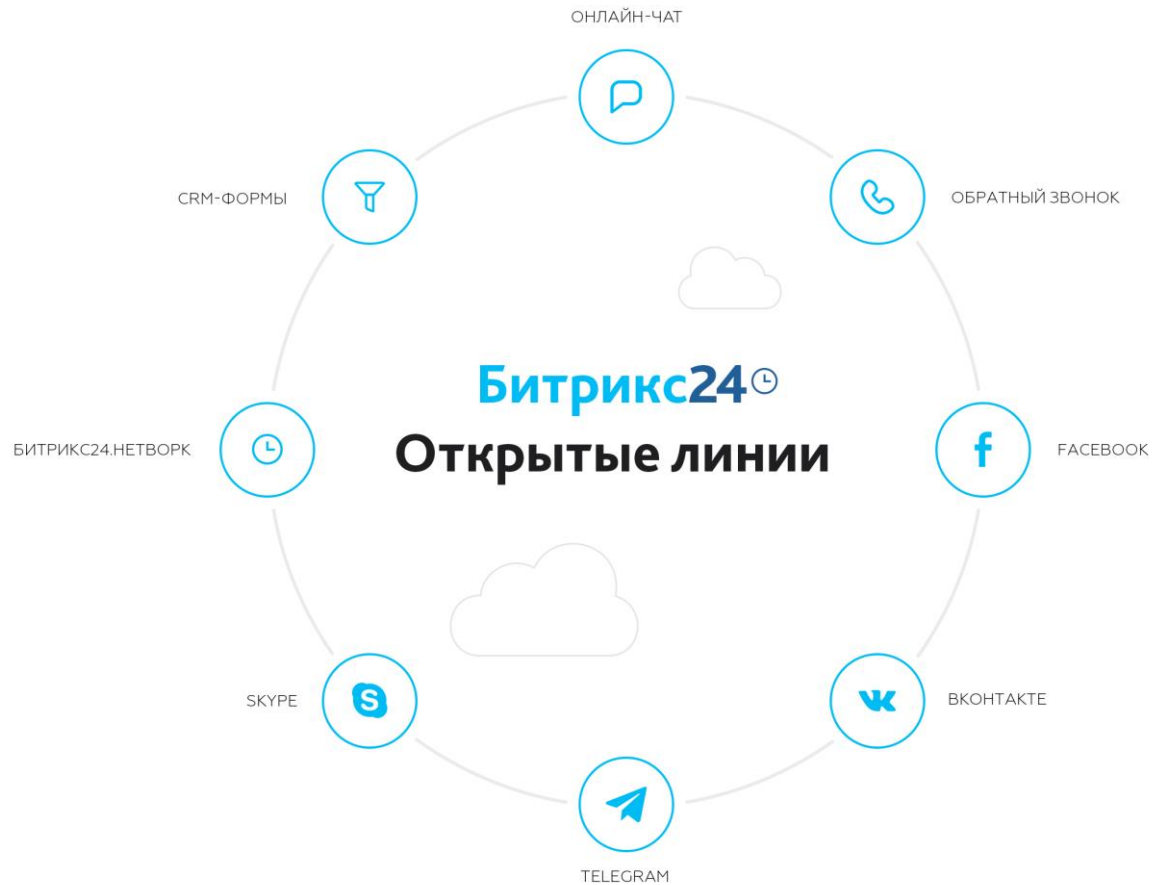 ОНЛАЙН-ЧАТ
CRM-ФОРМЫ
ОБРАТНЫЙ ЗВОНОК
Битрикс24
Открытые линии
БИТРИКС24.НЕТВОРК
FACEBOOK
SKYPE
ВКОНТАКТЕ
TELEGRAM